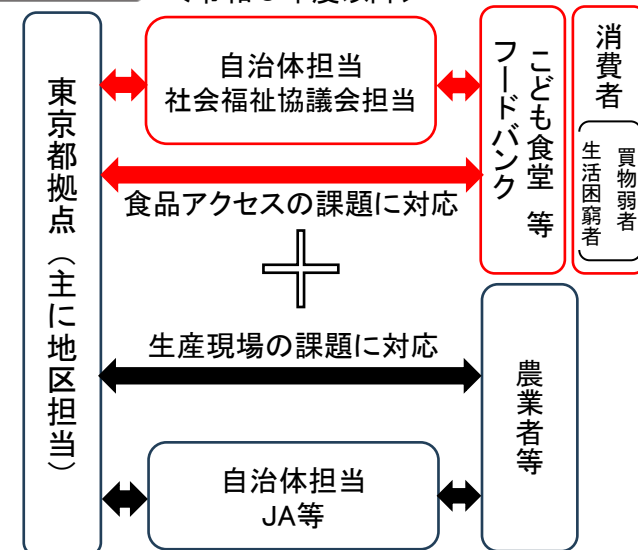 東京都拠点（主に地区担当）
自治体担当
社会福祉協議会担当
こども食堂 等
フードバンク
消費者
買物弱者
生活困窮者
食品アクセスの課題に対応
生産現場の課題に対応
農業者等
自治体担当
JA等